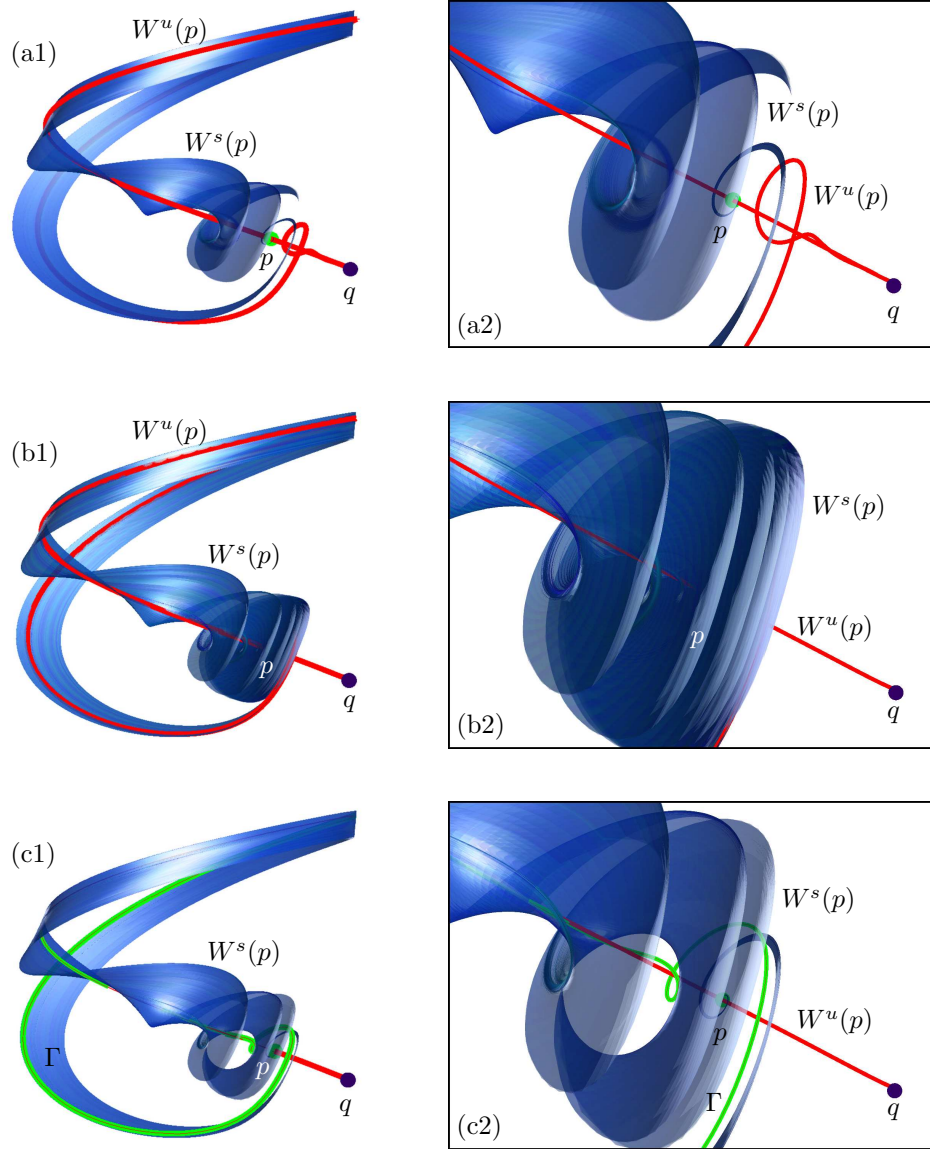 (a1)
W^u(p)
W^s(p)
p
q
W^s(p)
W^u(p)
p
q
(a2)
(b1)
W^u(p)
W^s(p)
p
q
W^s(p)
W^u(p)
p
q
(b2)
(c1)
W^s(p)
Γ
p
q
W^s(p)
W^u(p)
p
Γ
q
(c2)